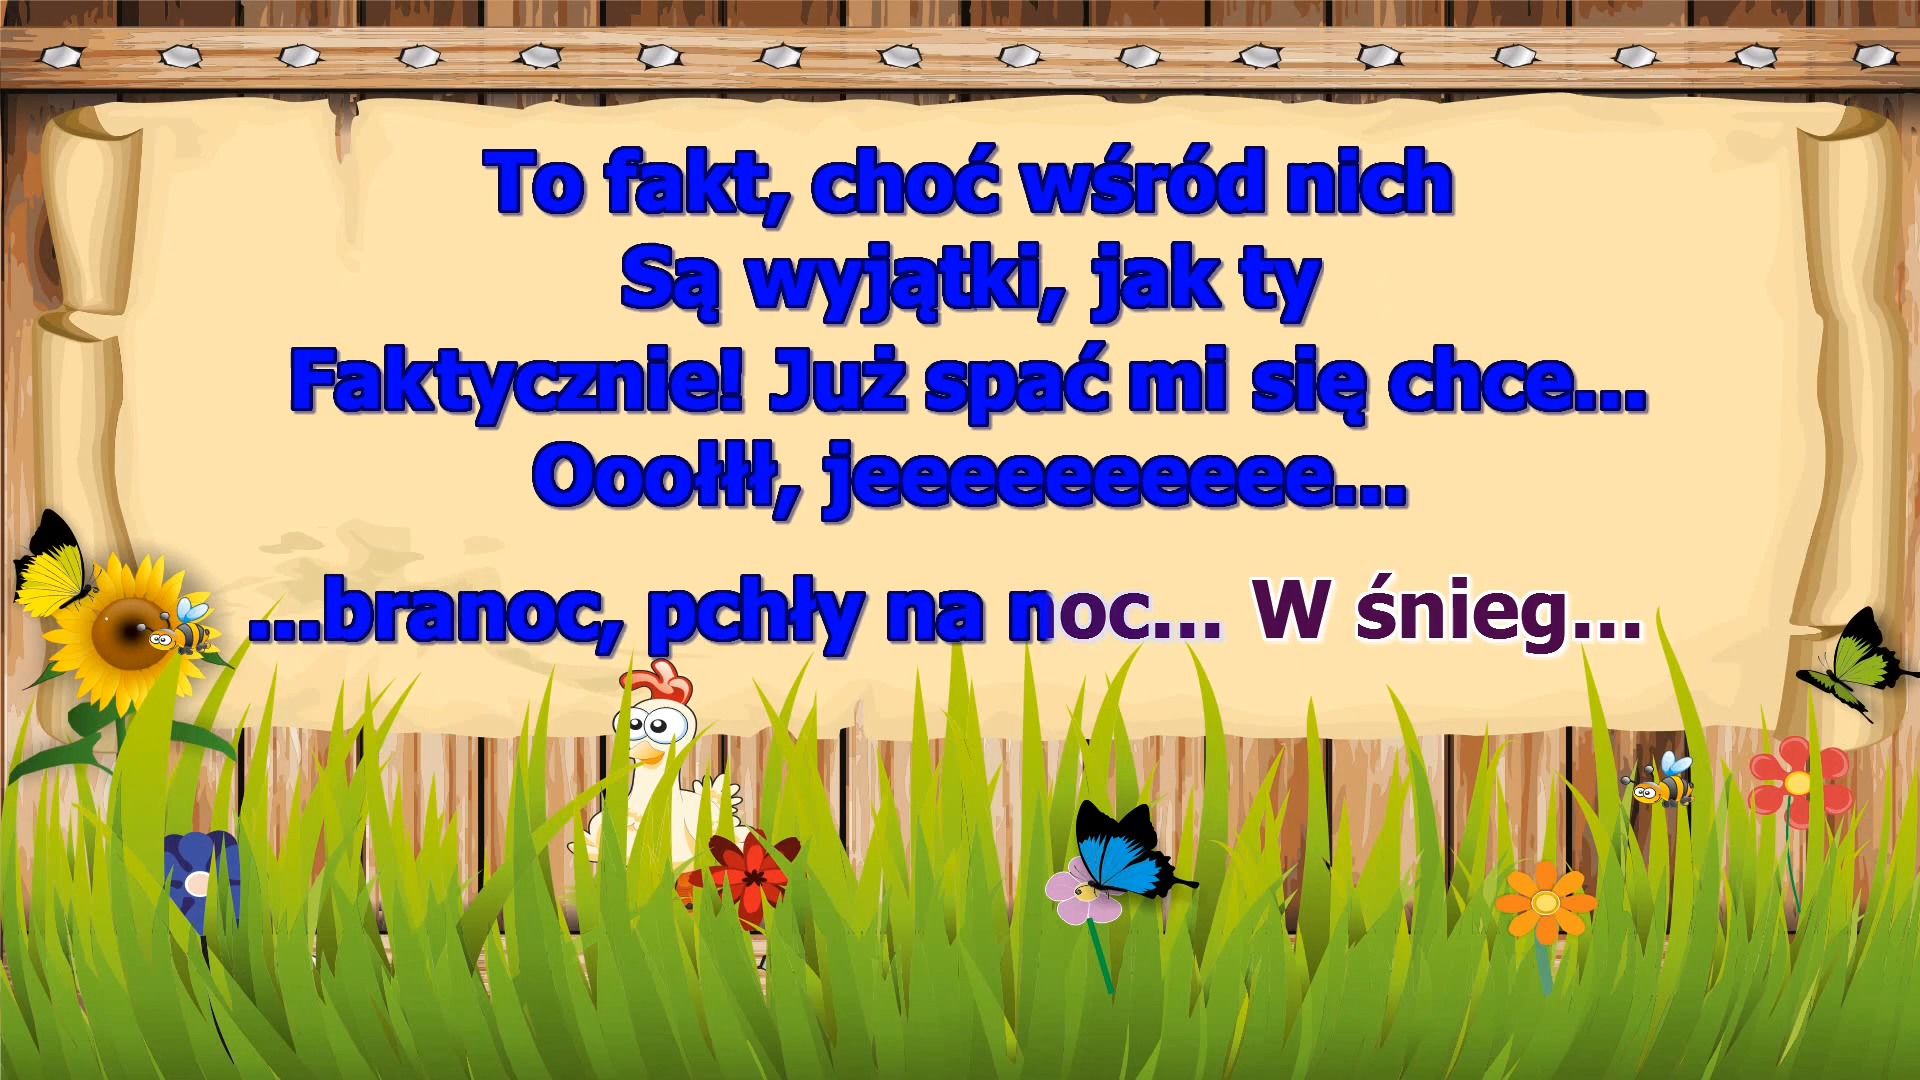 To fakt, choć wśród nich
Są wyjątki, jak ty
Faktycznie! Już spać mi się chce...
Ooołłł, jeeeeeeeeeee...
...branoc, pchły na noc... W śnieg...